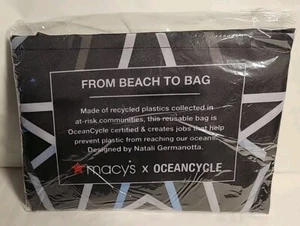 FROM BEACH TO BAG
Made of recycled plastics collected in
at-risk communities, this reusable bag is
OceanCycle certified & creates jobs that help
prevent plastic from reaching our oceans.
Designed by Natali Germanotta.
macy's x OCEANCYCLE